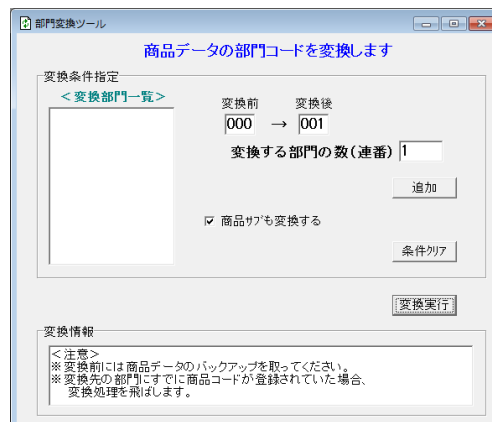 部門変換ツール
商品データの部門コードを変換します
変換条件指定
＜変換部門一覧＞
変換前 変換後
000 → 001
変換する部門の数(連番) 1
追加
商品ｻﾌﾞも変換する
条件ｸﾘｱ
変換実行
変換情報
＜注意＞
※変換前には商品データのバックアップを取ってください。
※変換先の部門にすでに商品コードが登録されていた場合、
変換処理を飛ばします。